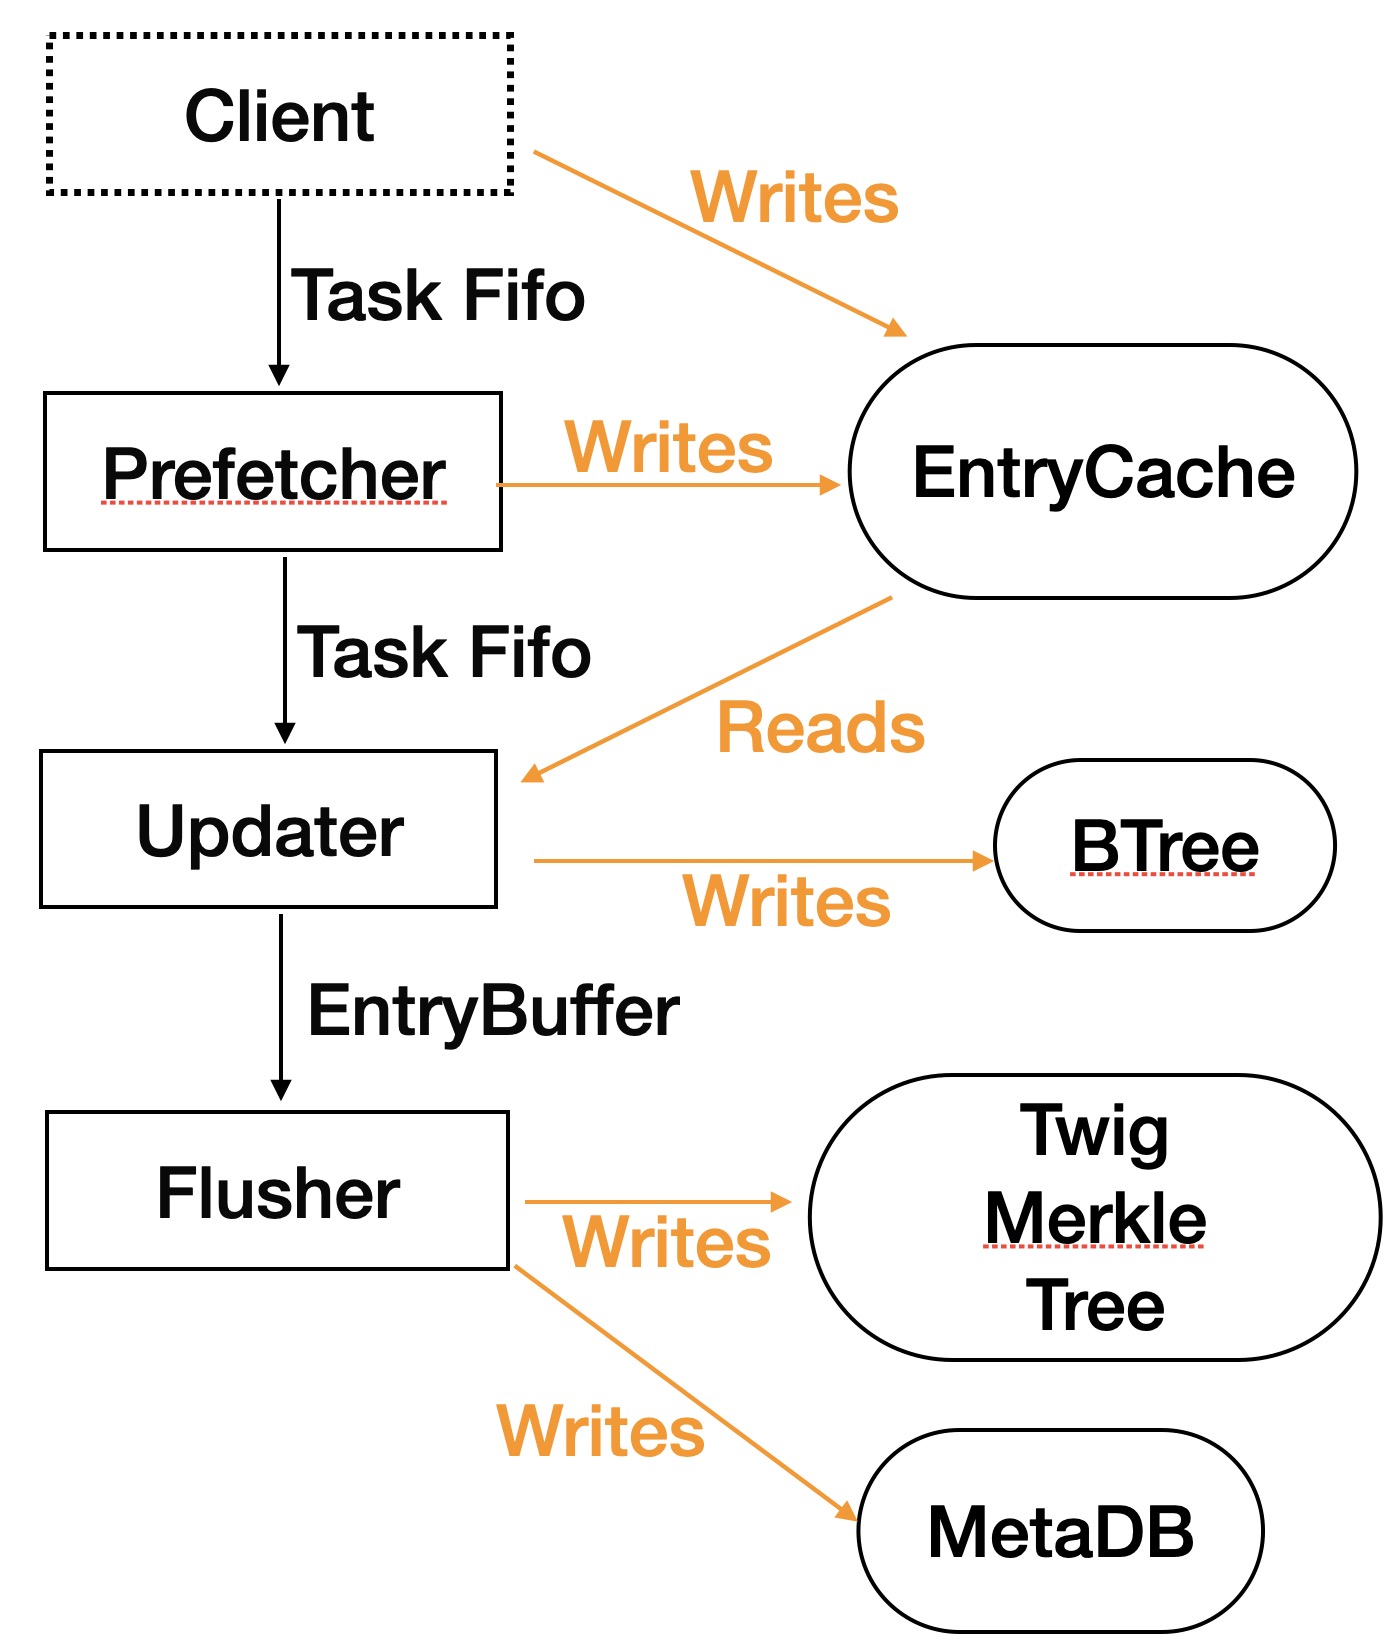 Client
Writes
Task Fifo
Prefetcher
Writes
EntryCache
Task Fifo
Reads
Updater
BTree
Writes
EntryBuffer
Flusher
Writes
Twig
Merkle
Tree
Writes
MetaDB